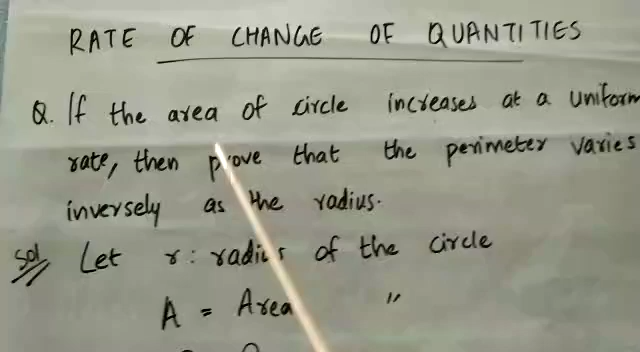 RATE OF CHANGE OF QUANTITIES
Q. If the area of circle increases at a uniform
rate, then prove that the perimeter varies
inversely as the radius.
Sol Let r : radius of the circle
A = Area "